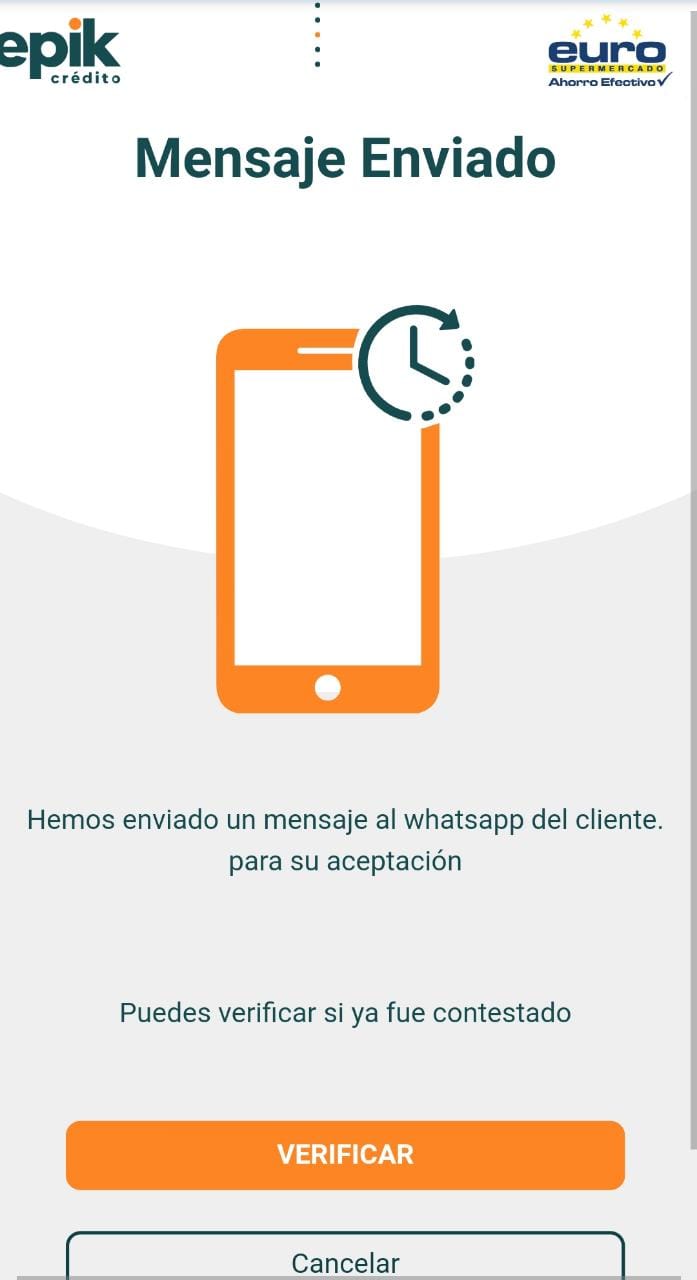 epik
crédito
euro
SUPERMERCADO
Ahorro Efectivo
Mensaje Enviado
Hemos enviado un mensaje al whatsapp del cliente.
para su aceptación
Puedes verificar si ya fue contestado
VERIFICAR
Cancelar